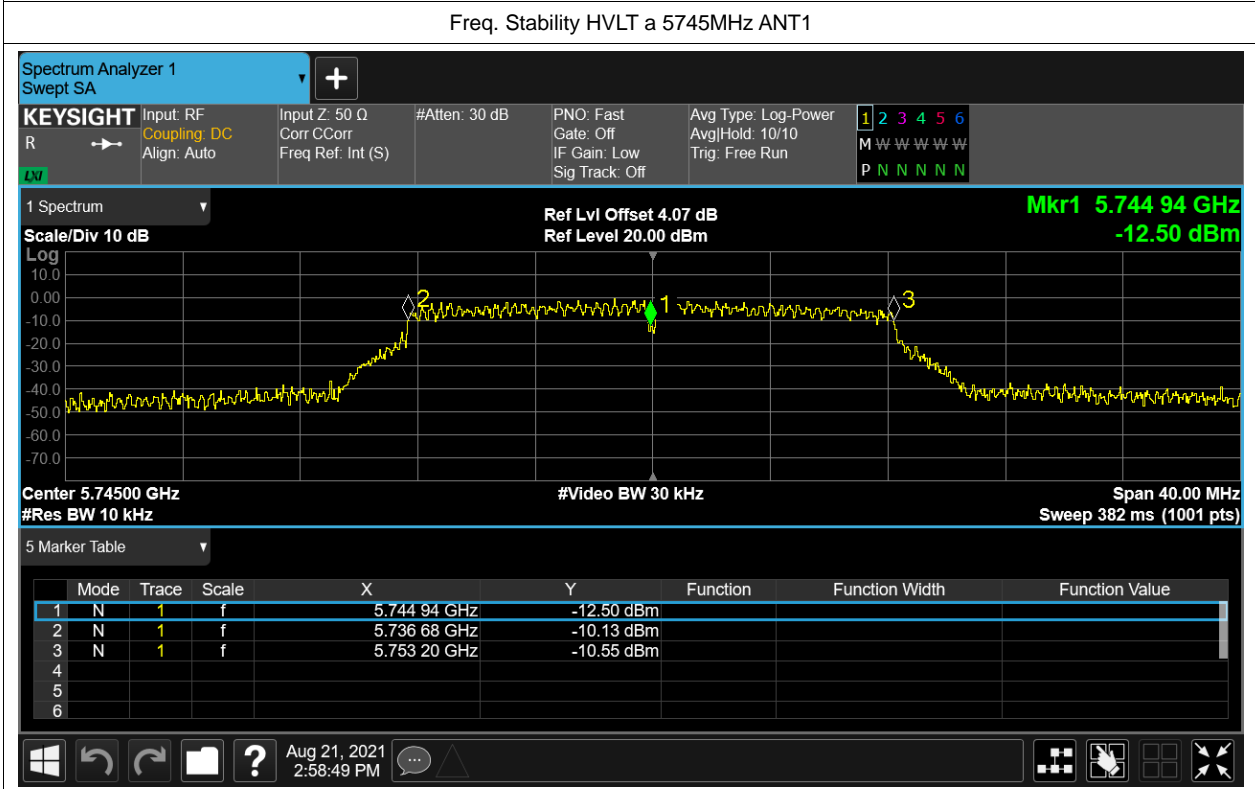 Freq. Stability HVLT a 5745MHz ANT1
Spectrum Analyzer 1
Swept SA
+
KEYSIGHT
R
LXI
Input: RF
Coupling: DC
Align: Auto
Input Z: 50 Ω
Corr CCorr
Freq Ref: Int (S)
#Atten: 30 dB
PNO: Fast
Gate: Off
IF Gain: Low
Sig Track: Off
Avg Type: Log-Power
Avg|Hold: 10/10
Trig: Free Run
1 2 3 4 5 6
M W W W W W
P N N N N N
1 Spectrum
Scale/Div 10 dB
Ref Lvl Offset 4.07 dB
Ref Level 20.00 dBm
Mkr1 5.744 94 GHz
-12.50 dBm
Log
10.0
0.00
-10.0
-20.0
-30.0
-40.0
-50.0
-60.0
-70.0
2
1
3
Center 5.74500 GHz
#Res BW 10 kHz
#Video BW 30 kHz
Span 40.00 MHz
Sweep 382 ms (1001 pts)
5 Marker Table
Mode Trace Scale X Y Function Function Width Function Value
1 N 1 f 5.744 94 GHz -12.50 dBm
2 N 1 f 5.736 68 GHz -10.13 dBm
3 N 1 f 5.753 20 GHz -10.55 dBm
4
5
6
?
Aug 21, 2021
2:58:49 PM